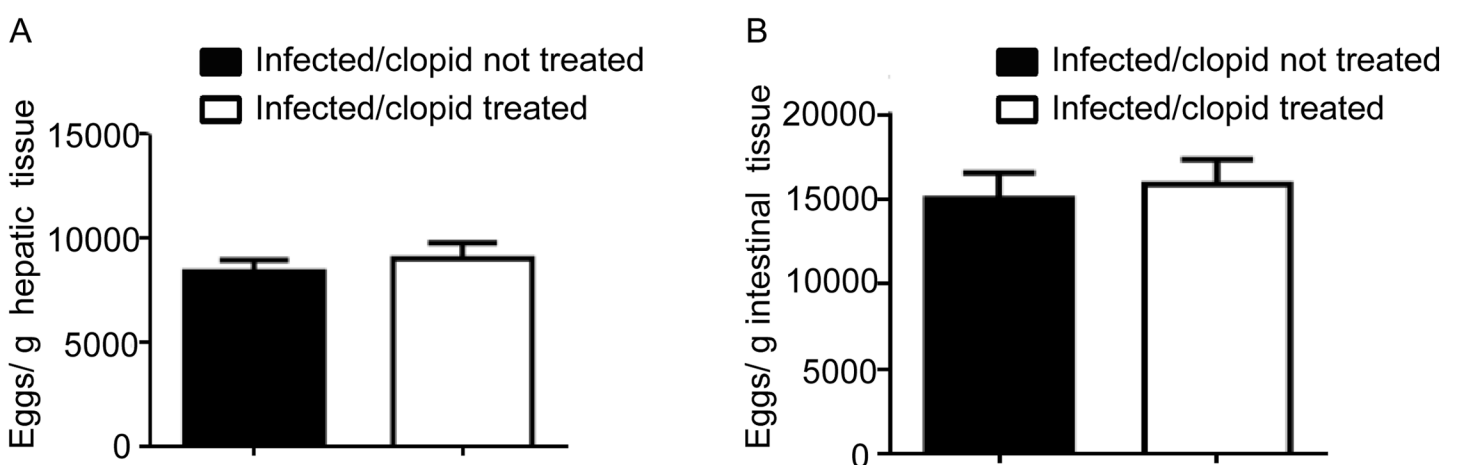 A
Infected/clopid not treated
Infected/clopid treated
Eggs/ g hepatic tissue
15000
10000
5000
0
B
Infected/clopid not treated
Infected/clopid treated
Eggs/ g intestinal tissue
20000
15000
10000
5000
0